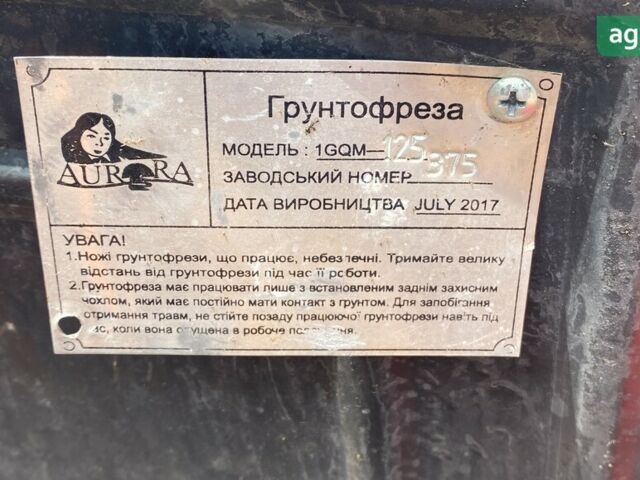 ag
AURORA
Грунтофреза
МОДЕЛЬ : 1GQM—125
ЗАВОДСЬКИЙ НОМЕР 375
ДАТА ВИРОБНИЦТВА JULY 2017
УВАГА!
1.Ножі грунтофрези, що працює, небезпечні. Тримайте велику
відстань від грунтофрези під час її роботи.
2.Грунтофреза має працювати лише з встановленим заднім захисним
чохлом, який має постійно мати контакт з ґрунтом. Для запобігання
отримання травм, не стійте позаду працюючої грунтофрези навіть під
час, коли вона опущена в робоче положення.